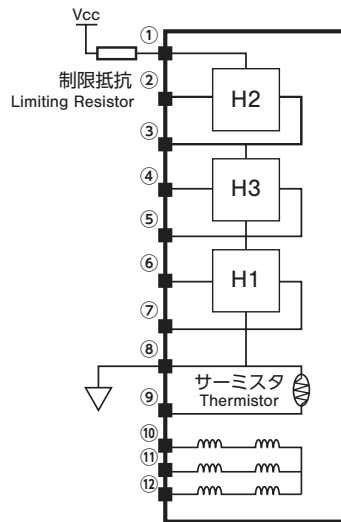 Vcc
①
制限抵抗
Limiting Resistor
②
H2
③
④
H3
⑤
⑥
H1
⑦
⑧
サーミスタ
Thermistor
⑨
⑩
⑪
⑫